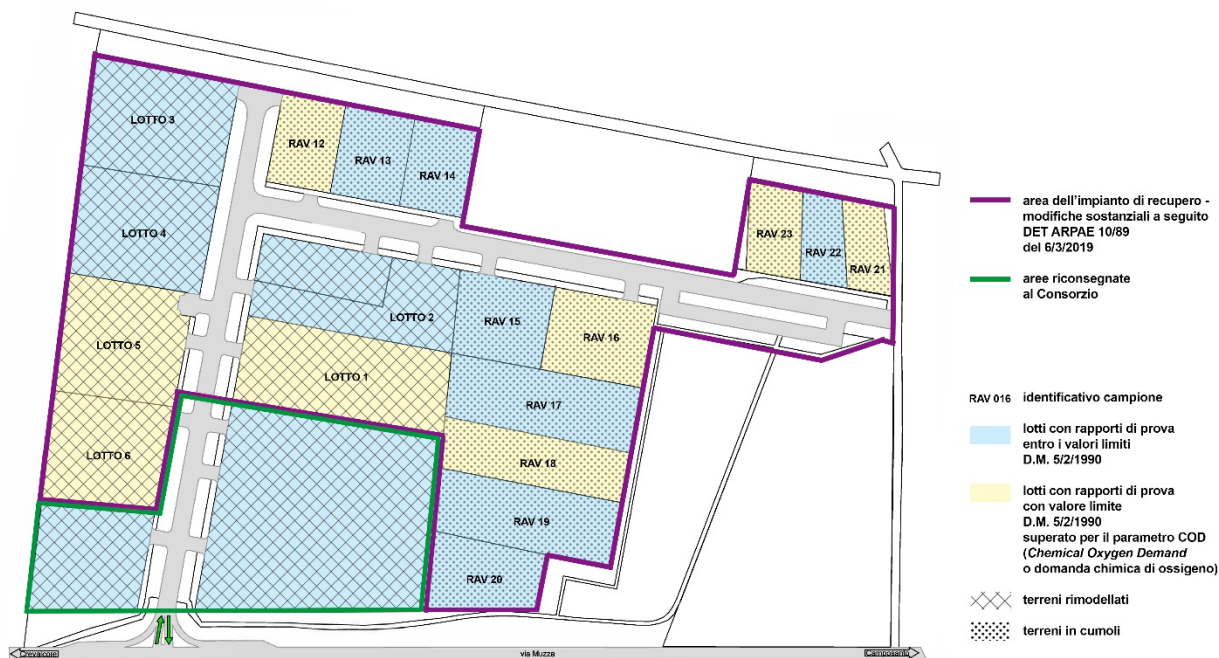 LOTTO 3
RAV 12
RAV 13
RAV 14
LOTTO 4
RAV 23
RAV 22
RAV 21
LOTTO 2
RAV 15
RAV 16
LOTTO 5
LOTTO 1
RAV 17
LOTTO 6
RAV 18
RAV 19
RAV 20
Crevalcore
via Muzza
Camposanto
area dell'impianto di recupero -
modifiche sostanziali a seguito
DET ARPAE 10/89
del 6/3/2019
aree riconsegnate
al Consorzio
RAV 016 identificativo campione
lotti con rapporti di prova
entro i valori limiti
D.M. 5/2/1990
lotti con rapporti di prova
con valore limite
D.M. 5/2/1990
superato per il parametro COD
(Chemical Oxygen Demand
o domanda chimica di ossigeno)
terreni rimodellati
terreni in cumoli